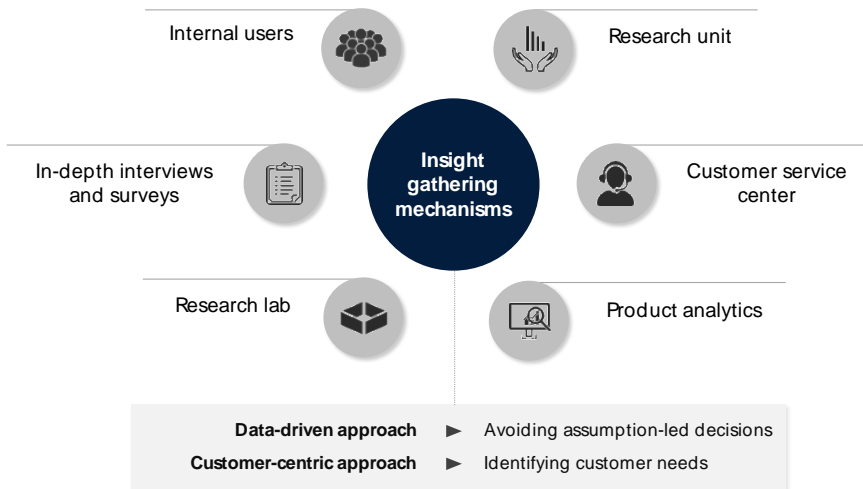 Internal users
Research unit
In-depth interviews
and surveys
Insight
gathering
mechanisms
Customer service
center
Research lab
Product analytics
Data-driven approach ► Avoiding assumption-led decisions
Customer-centric approach ► Identifying customer needs